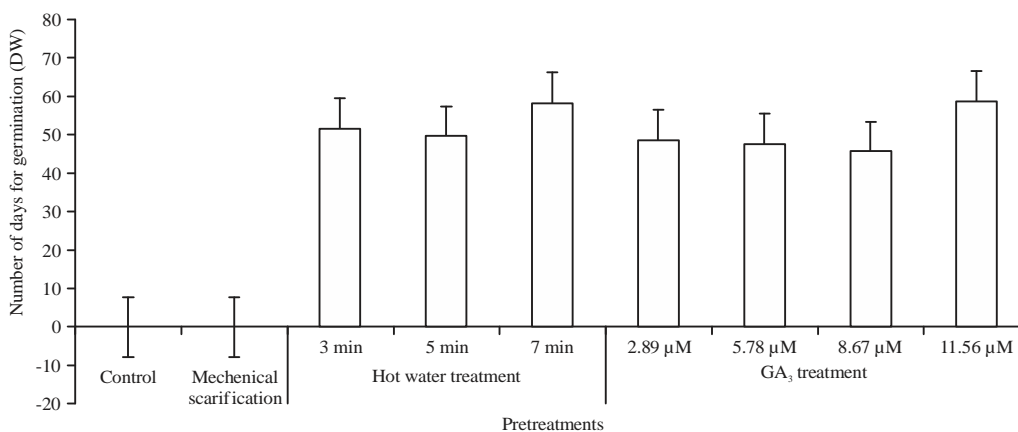 Number of days for germination (DW)
80
70
60
50
40
30
20
10
0
-10
-20
3 min
5 min
7 min
2.89 µM
5.78 µM
8.67 µM
11.56 µM
Control
Mechenical
scarification
Hot water treatment
GA₃ treatment
Pretreatments